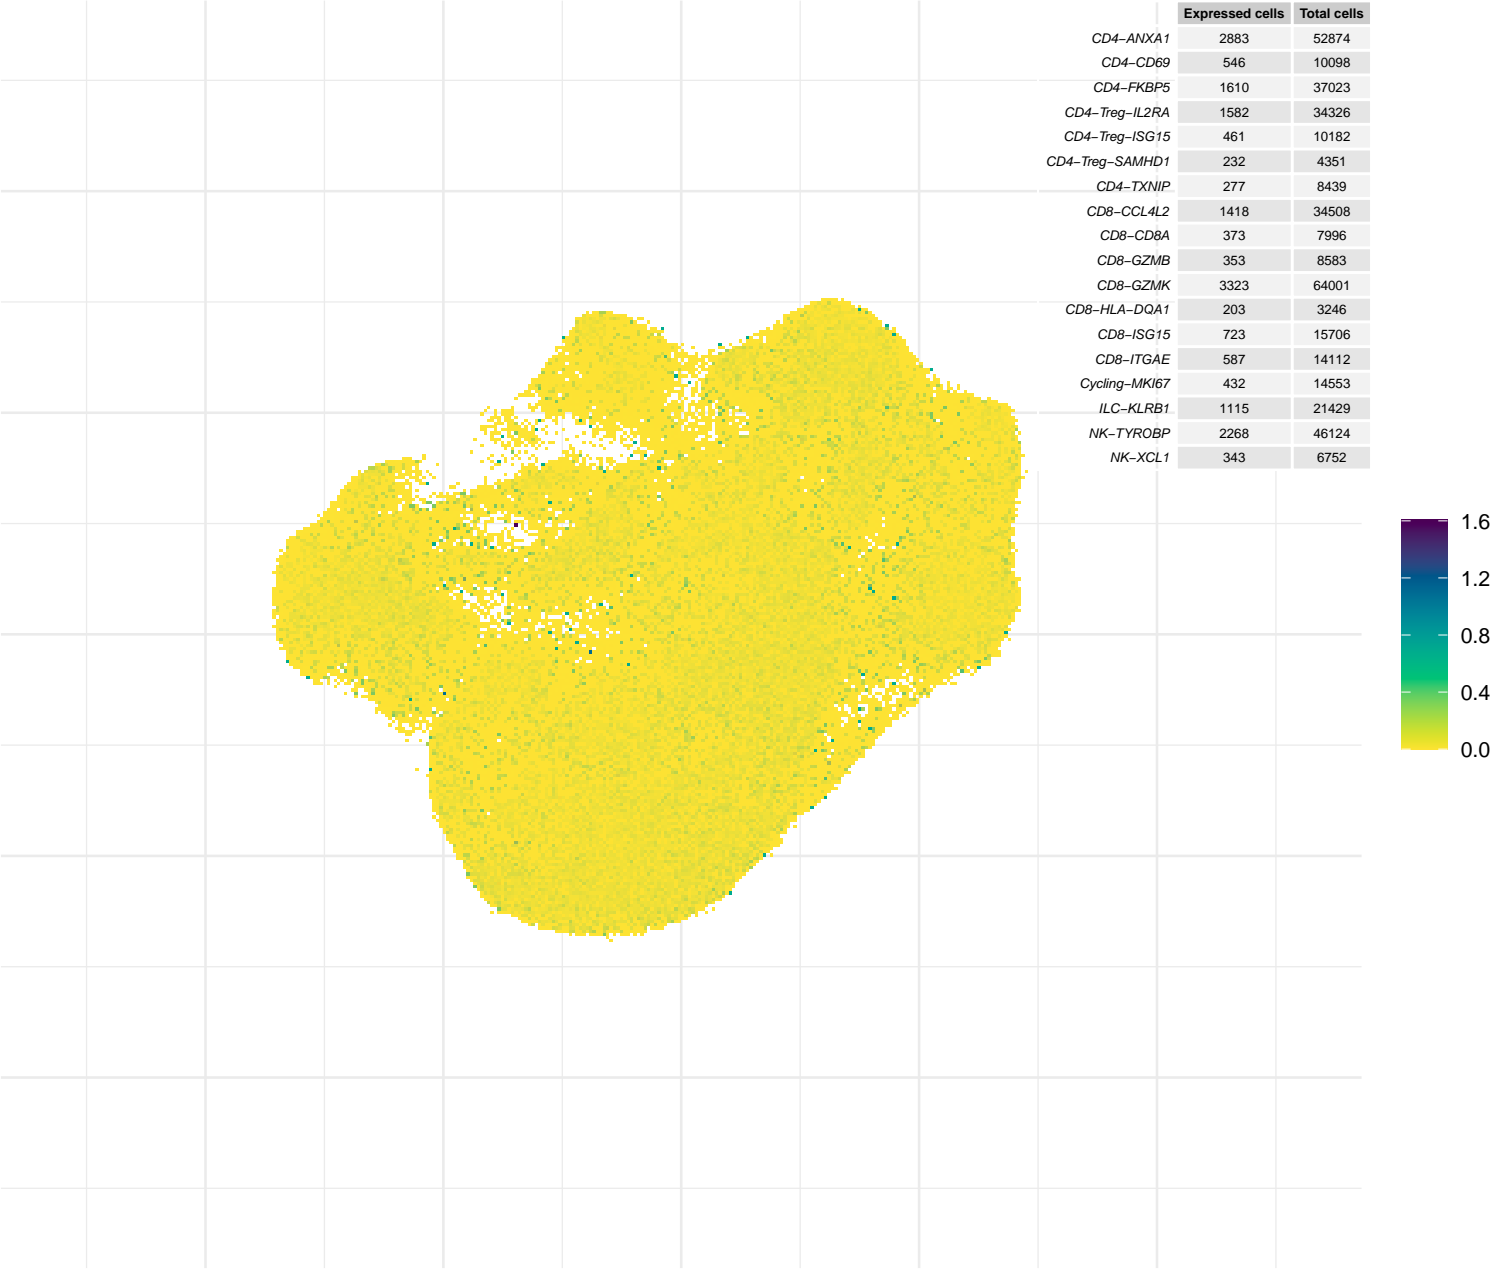 Expressed cells Total cells
CD4−ANXA1 2883 52874
CD4−CD69 546 10098
CD4−FKBP5 1610 37023
CD4−Treg−IL2RA 1582 34326
CD4−Treg−ISG15 461 10182
CD4−Treg−SAMHD1 232 4351
CD4−TXNIP 277 8439
CD8−CCL4L2 1418 34508
CD8−CD8A 373 7996
CD8−GZMB 353 8583
CD8−GZMK 3323 64001
CD8−HLA−DQA1 203 3246
CD8−ISG15 723 15706
CD8−ITGAE 587 14112
Cycling−MKI67 432 14553
ILC−KLRB1 1115 21429
NK−TYROBP 2268 46124
NK−XCL1 343 6752
1.6
1.2
0.8
0.4
0.0